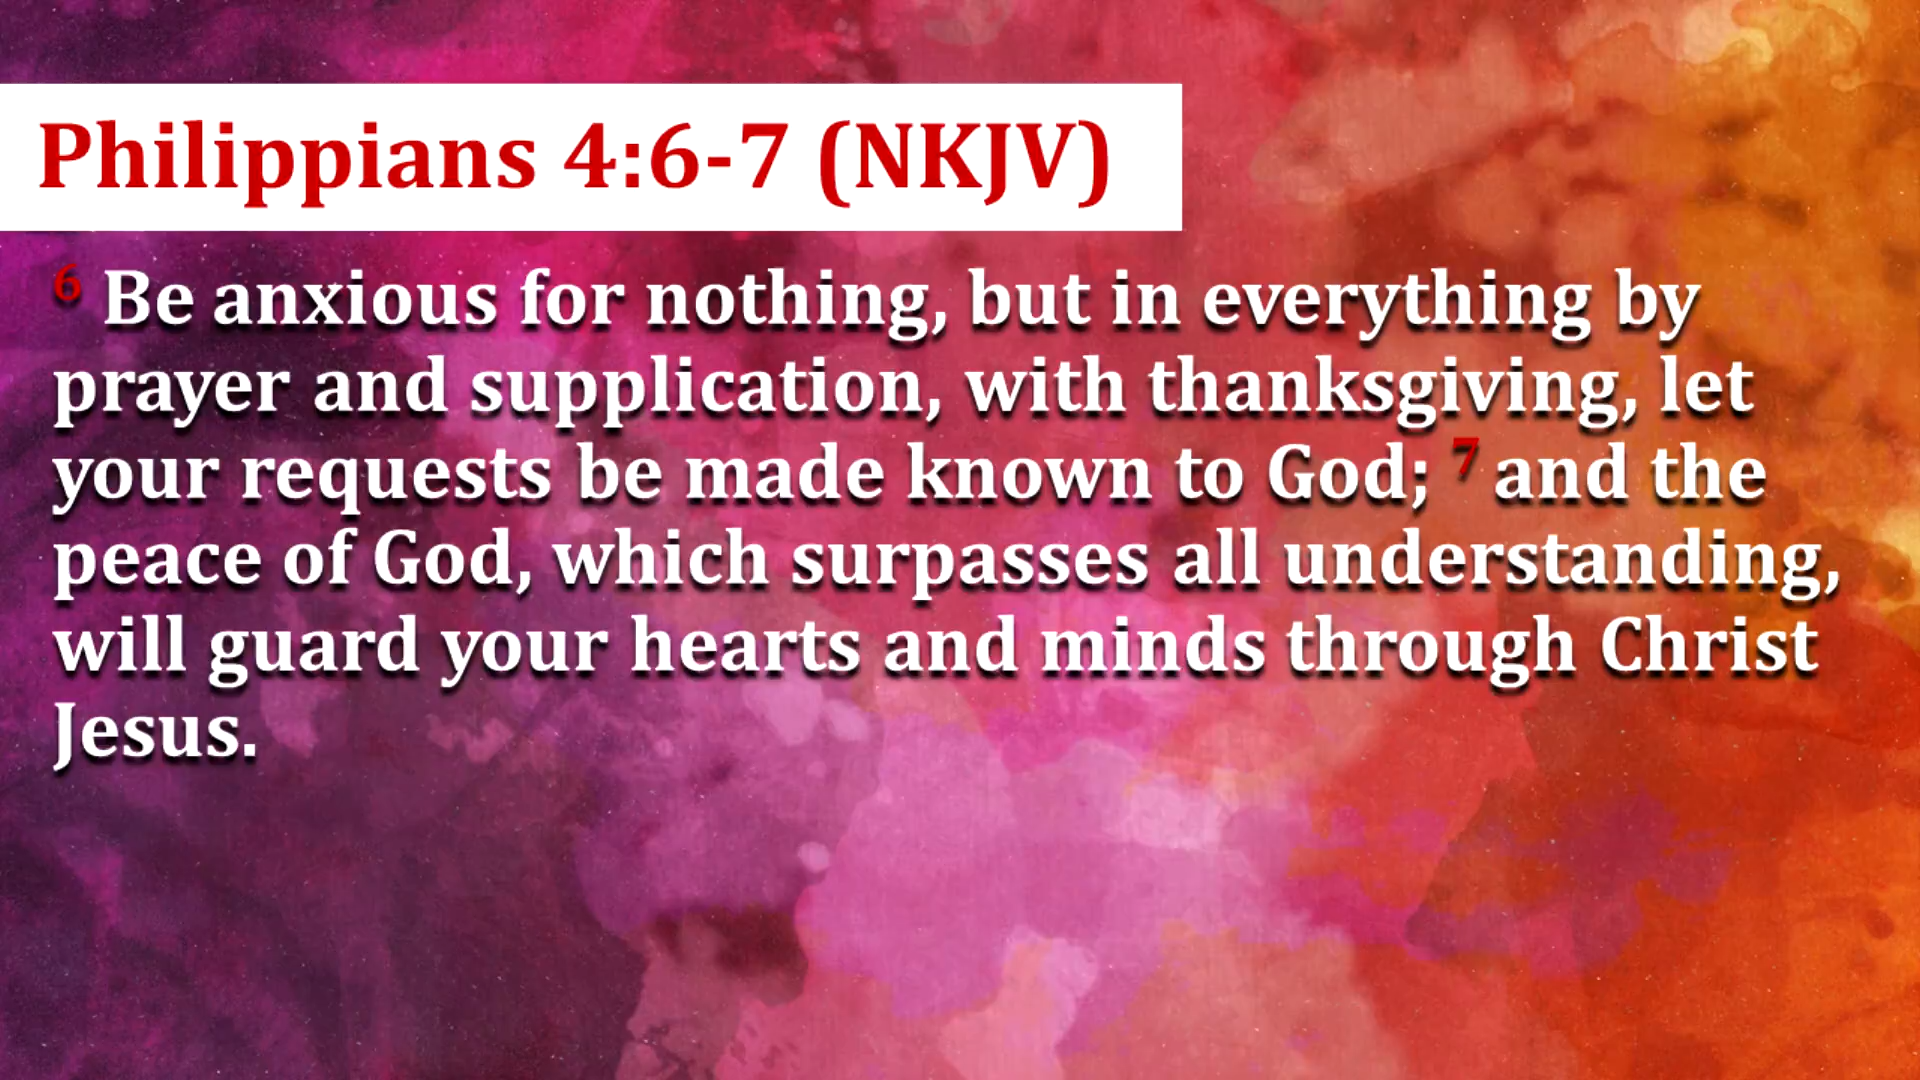 Philippians 4:6-7 (NKJV)
6 Be anxious for nothing, but in everything by
prayer and supplication, with thanksgiving, let
your requests be made known to God; 7 and the
peace of God, which surpasses all understanding,
will guard your hearts and minds through Christ
Jesus.